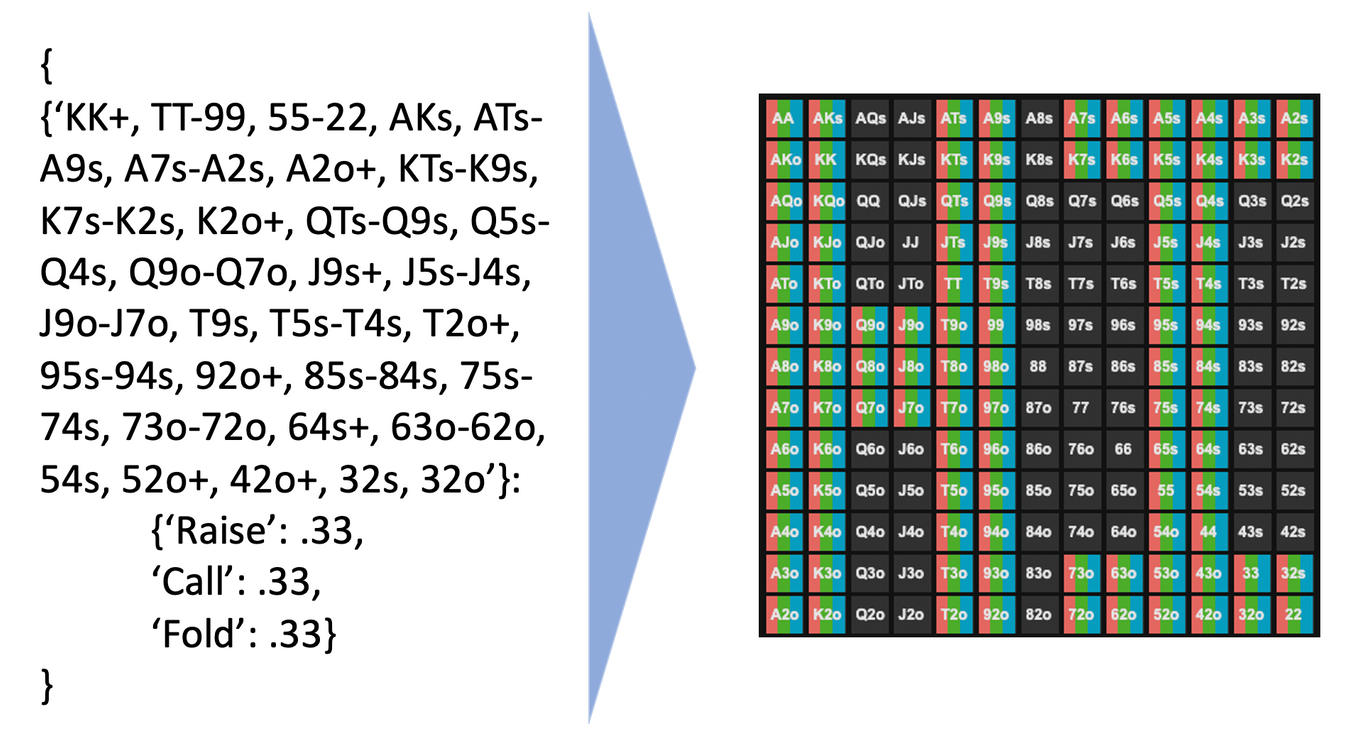 {
{‘KK+, TT-99, 55-22, AKs, ATs-
A9s, A7s-A2s, A2o+, KTs-K9s,
K7s-K2s, K2o+, QTs-Q9s, Q5s-
Q4s, Q9o-Q7o, J9s+, J5s-J4s,
J9o-J7o, T9s, T5s-T4s, T2o+,
95s-94s, 92o+, 85s-84s, 75s-
74s, 73o-72o, 64s+, 63o-62o,
54s, 52o+, 42o+, 32s, 32o’}:
{‘Raise’: .33,
‘Call’: .33,
‘Fold’: .33}
}
AA AKs AQs AJs ATs A9s A8s A7s A6s A5s A4s A3s A2s
AKo KK KQs KJs KTs K9s K8s K7s K6s K5s K4s K3s K2s
AQo KQo QQ QJs QTs Q9s Q8s Q7s Q6s Q5s Q4s Q3s Q2s
AJo KJo QJo JJ JTs J9s J8s J7s J6s J5s J4s J3s J2s
ATo KTo QTo JTo TT T9s T8s T7s T6s T5s T4s T3s T2s
A9o K9o Q9o J9o T9o 99 98s 97s 96s 95s 94s 93s 92s
A8o K8o Q8o J8o T8o 98o 88 87s 86s 85s 84s 83s 82s
A7o K7o Q7o J7o T7o 97o 87o 77 76s 75s 74s 73s 72s
A6o K6o Q6o J6o T6o 96o 86o 76o 66 65s 64s 63s 62s
A5o K5o Q5o J5o T5o 95o 85o 75o 65o 55 54s 53s 52s
A4o K4o Q4o J4o T4o 94o 84o 74o 64o 54o 44 43s 42s
A3o K3o Q3o J3o T3o 93o 83o 73o 63o 53o 43o 33 32s
A2o K2o Q2o J2o T2o 92o 82o 72o 62o 52o 42o 32o 22